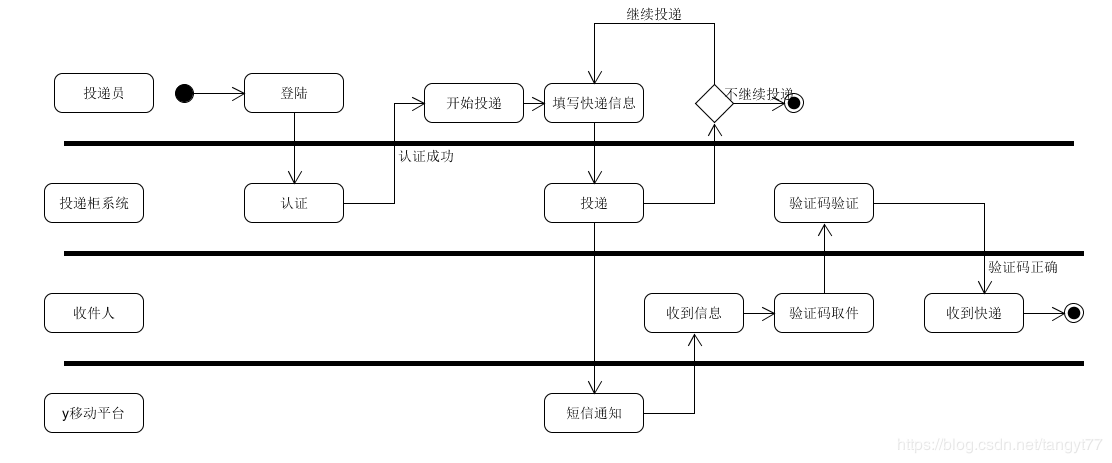 继续投递
投递员
登陆
开始投递
填写快递信息
不继续投递
认证成功
投递柜系统
认证
投递
验证码验证
验证码正确
收件人
收到信息
验证码取件
收到快递
y移动平台
短信通知
https://blog.csdn.net/tangyt77